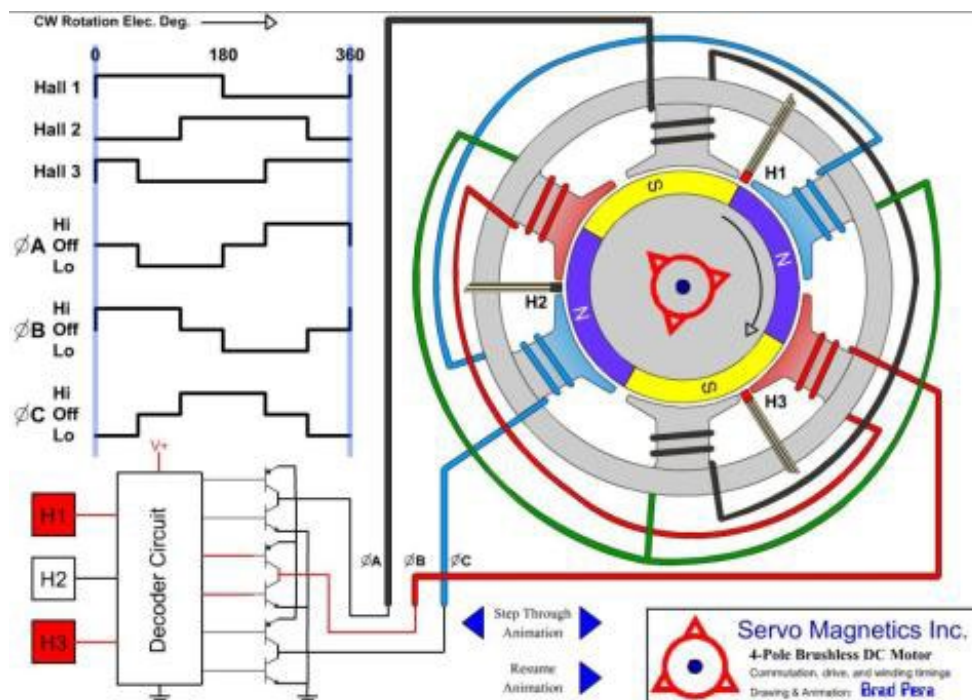 CW Rotation Elec. Deg.
0 180 360
Hall 1
Hall 2
Hall 3
ØA Hi Off Lo
ØB Hi Off Lo
ØC Hi Off Lo
S
H1
N
H2
N
S
H3
V+
H1
H2
H3
Decoder Circuit
ØA ØB ØC
Step Through
Animation
Resume
Animation
Servo Magnetics Inc.
4-Pole Brushless DC Motor
Commutation, drive, and winding timings
Drawing & Animation: Brad Pera